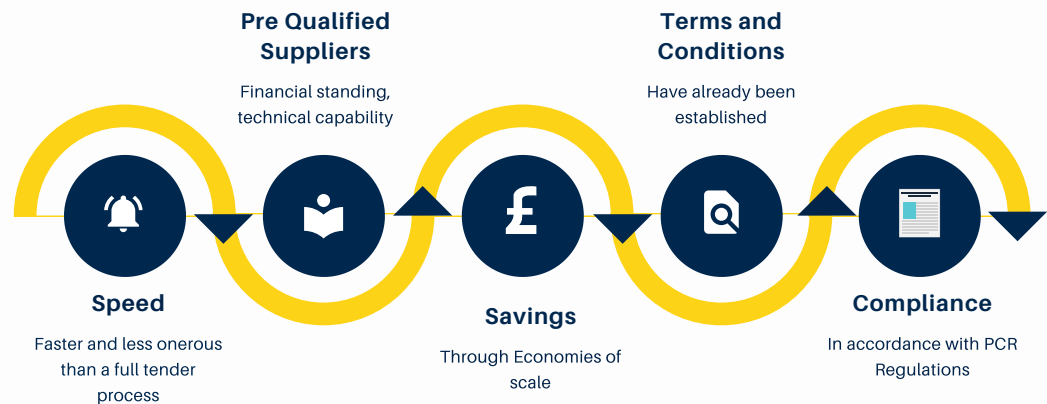 Speed
Faster and less onerous
than a full tender
process
Pre Qualified
Suppliers
Financial standing,
technical capability
£
Savings
Through Economies of
scale
Terms and
Conditions
Have already been
established
Compliance
In accordance with PCR
Regulations